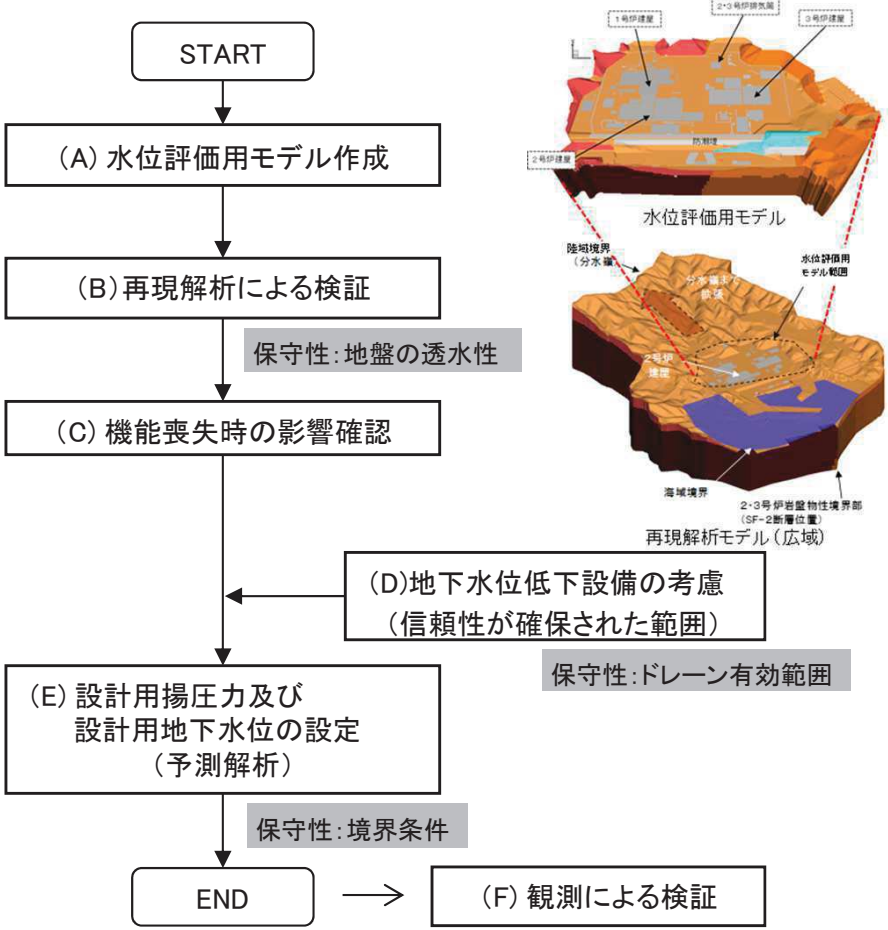 START
(A) 水位評価用モデル作成
(B) 再現解析による検証
保守性：地盤の透水性
(C) 機能喪失時の影響確認
(D)地下水位低下設備の考慮
（信頼性が確保された範囲）
保守性：ドレーン有効範囲
(E) 設計用揚圧力及び
設計用地下水位の設定
（予測解析）
保守性：境界条件
END
(F) 観測による検証
2・3号炉排気筒
1号炉建屋
3号炉建屋
防潮堤
2号炉建屋
水位評価用モデル
陸域境界
（分水嶺）
水位評価用
モデル範囲
分水嶺まで
拡張
2号炉
建屋
海域境界
2・3号炉岩盤物性境界部
（SF-2断層位置）
再現解析モデル（広域）